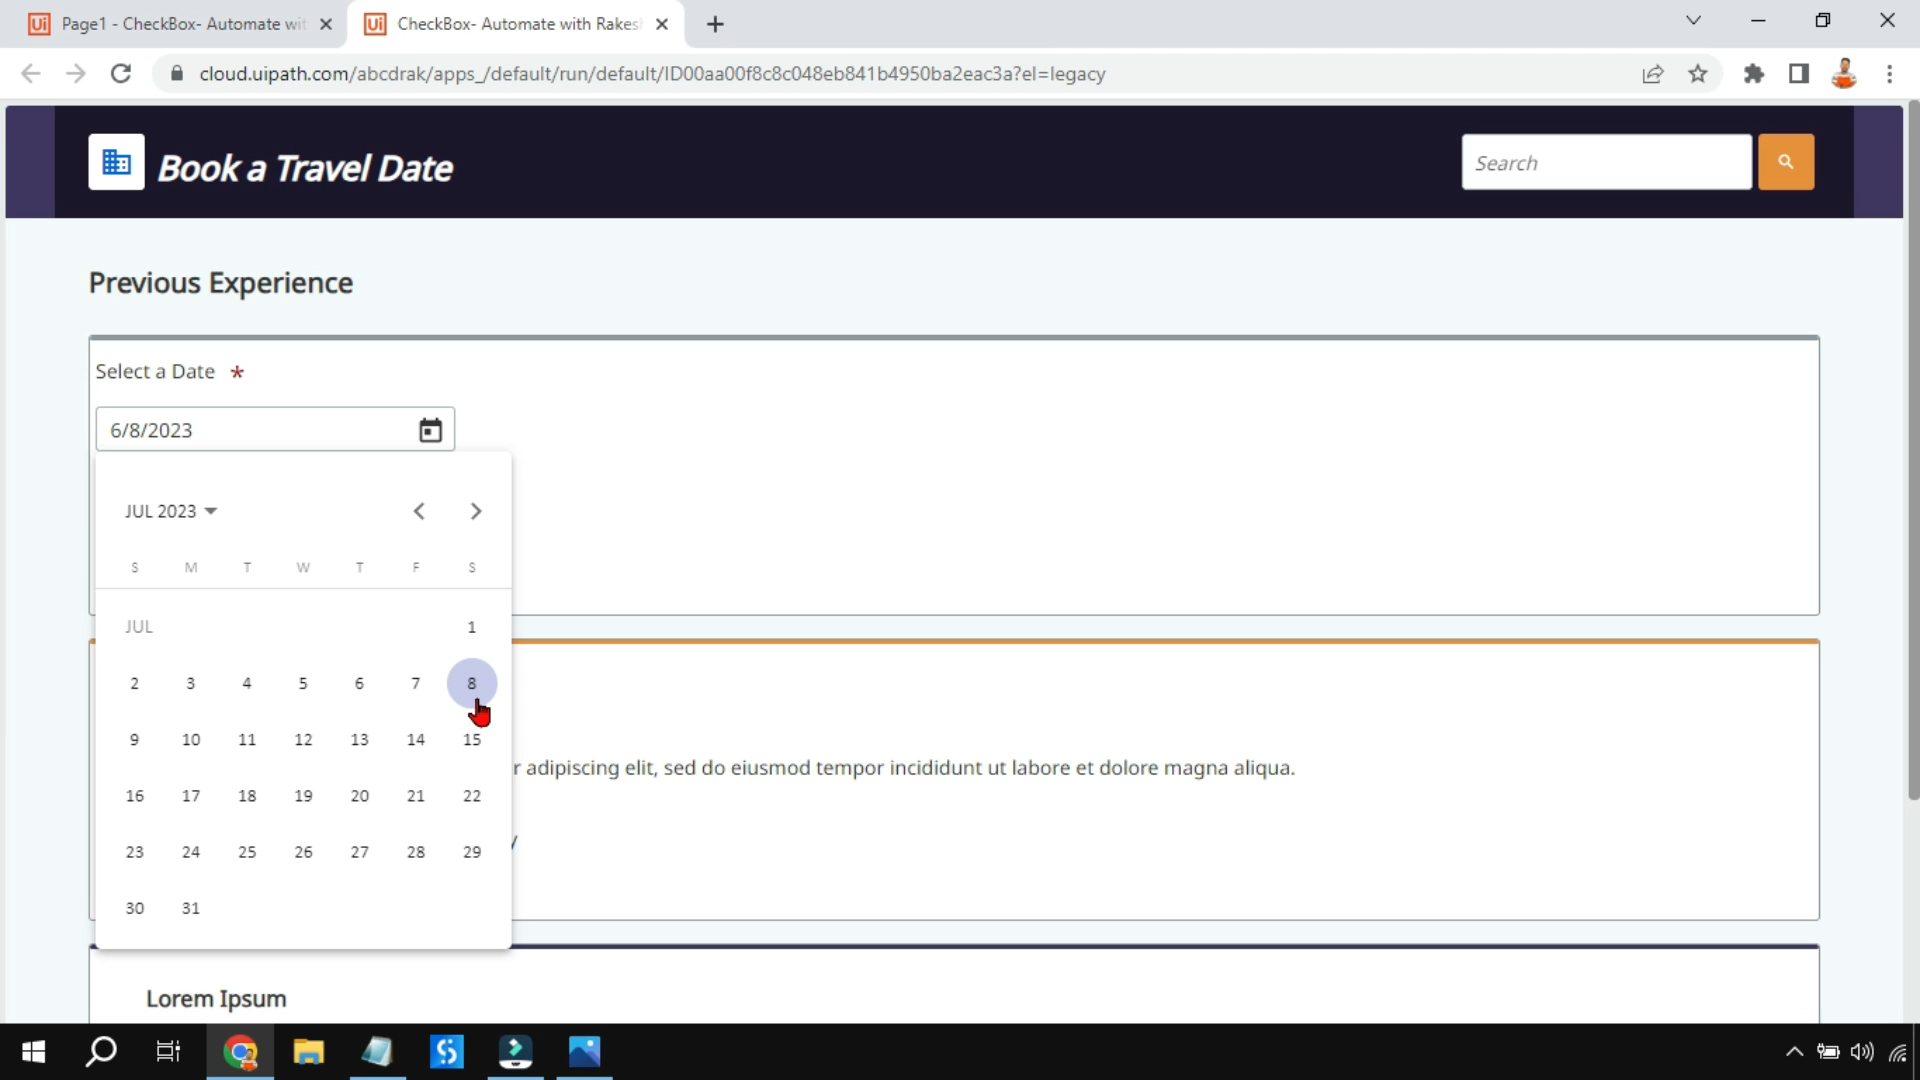 Page1 - CheckBox- Automate wit
CheckBox- Automate with Rakes
cloud.uipath.com/abcdrak/apps_/default/run/default/ID00aa00f8c8c048eb841b4950ba2eac3a?el=legacy
Book a Travel Date
Search
Previous Experience
Select a Date *
6/8/2023
JUL 2023
S M T W T F S
JUL 1
2 3 4 5 6 7 8
9 10 11 12 13 14 15
r adipiscing elit, sed do eiusmod tempor incididunt ut labore et dolore magna aliqua.
16 17 18 19 20 21 22
23 24 25 26 27 28 29
30 31
Lorem Ipsum